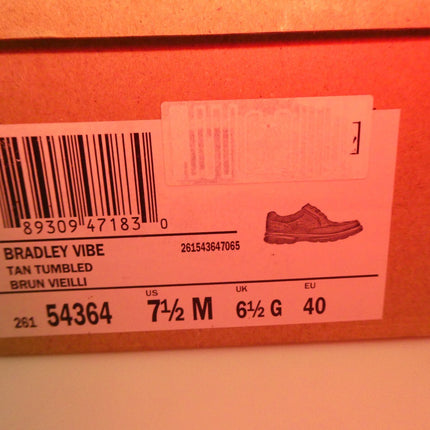 89309 47183 0
BRADLEY VIBE
261543647065
TAN TUMBLED
BRUN VIEILLI
US UK EU
261 54364 7½ M 6½ G 40